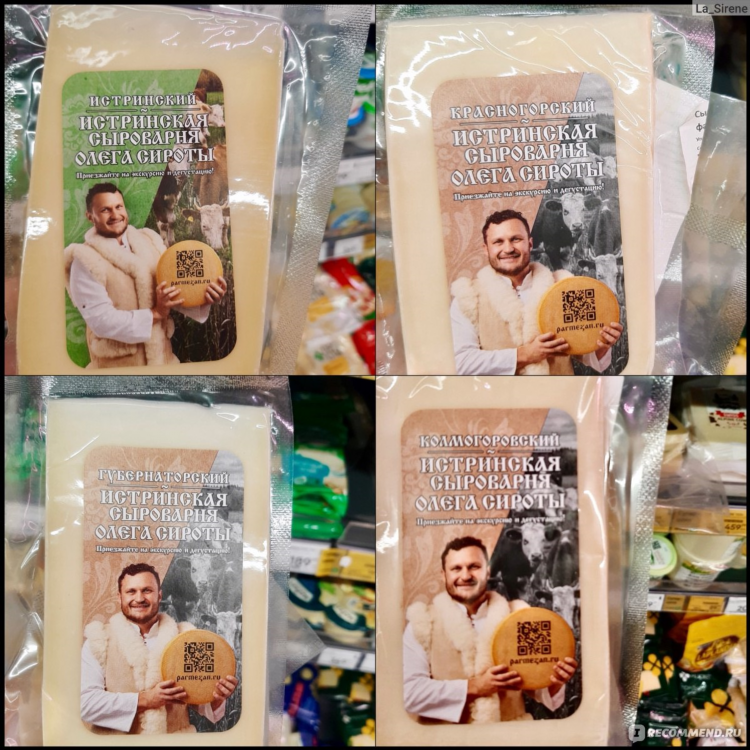 La_Sirene
ИСТРИНСКИЙ
ИСТРИНСКАЯ
СЫРОВАРНЯ
ОЛЕГА СИРОТЫ
Приезжайте на экскурсию и дегустацию!
parmezan.ru
КРАСНОГОРСКИЙ
ИСТРИНСКАЯ
СЫРОВАРНЯ
ОЛЕГА СИРОТЫ
Приезжайте на экскурсию и дегустацию!
parmezan.ru
ГУБЕРНАТОРСКИЙ
ИСТРИНСКАЯ
СЫРОВАРНЯ
ОЛЕГА СИРОТЫ
Приезжайте на экскурсию и дегустацию!
parmezan.ru
КОЛМОГОРОВСКИЙ
ИСТРИНСКАЯ
СЫРОВАРНЯ
ОЛЕГА СИРОТЫ
Приезжайте на экскурсию и дегустацию!
parmezan.ru
IRECOMMEND.RU